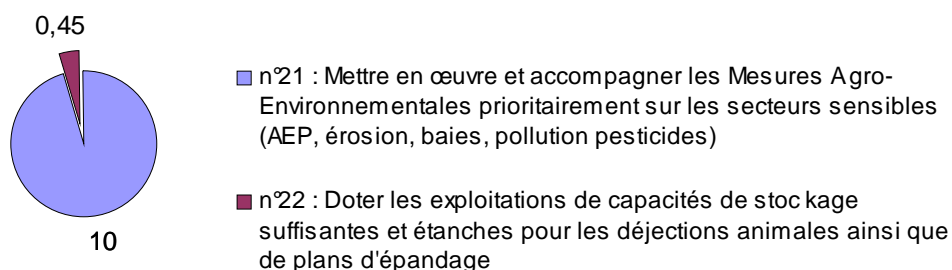 0,45
n°21 : Mettre en œuvre et accompagner les Mesures Agro-
Environnementales prioritairement sur les secteurs sensibles
(AEP, érosion, baies, pollution pesticides)
n°22 : Doter les exploitations de capacités de stockage
suffisantes et étanches pour les déjections animales ainsi que
de plans d'épandage
10